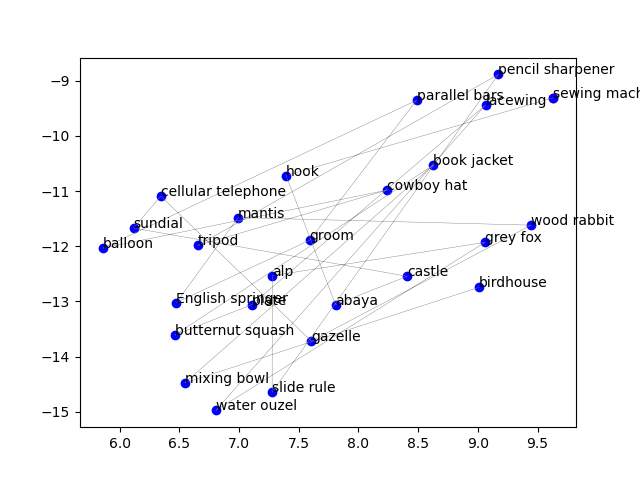 pencil sharpener
−9
sewing mach
parallel bars
lacewing
−10
book jacket
hook
cowboy hat
−11
cellular telephone
mantis
wood rabbit
sundial
groom
grey fox
balloon
tripod
−12
alp
castle
birdhouse
English springer
plate
abaya
−13
butternut squash
gazelle
−14
mixing bowl
slide rule
water ouzel
−15
6.0 6.5 7.0 7.5 8.0 8.5 9.0 9.5